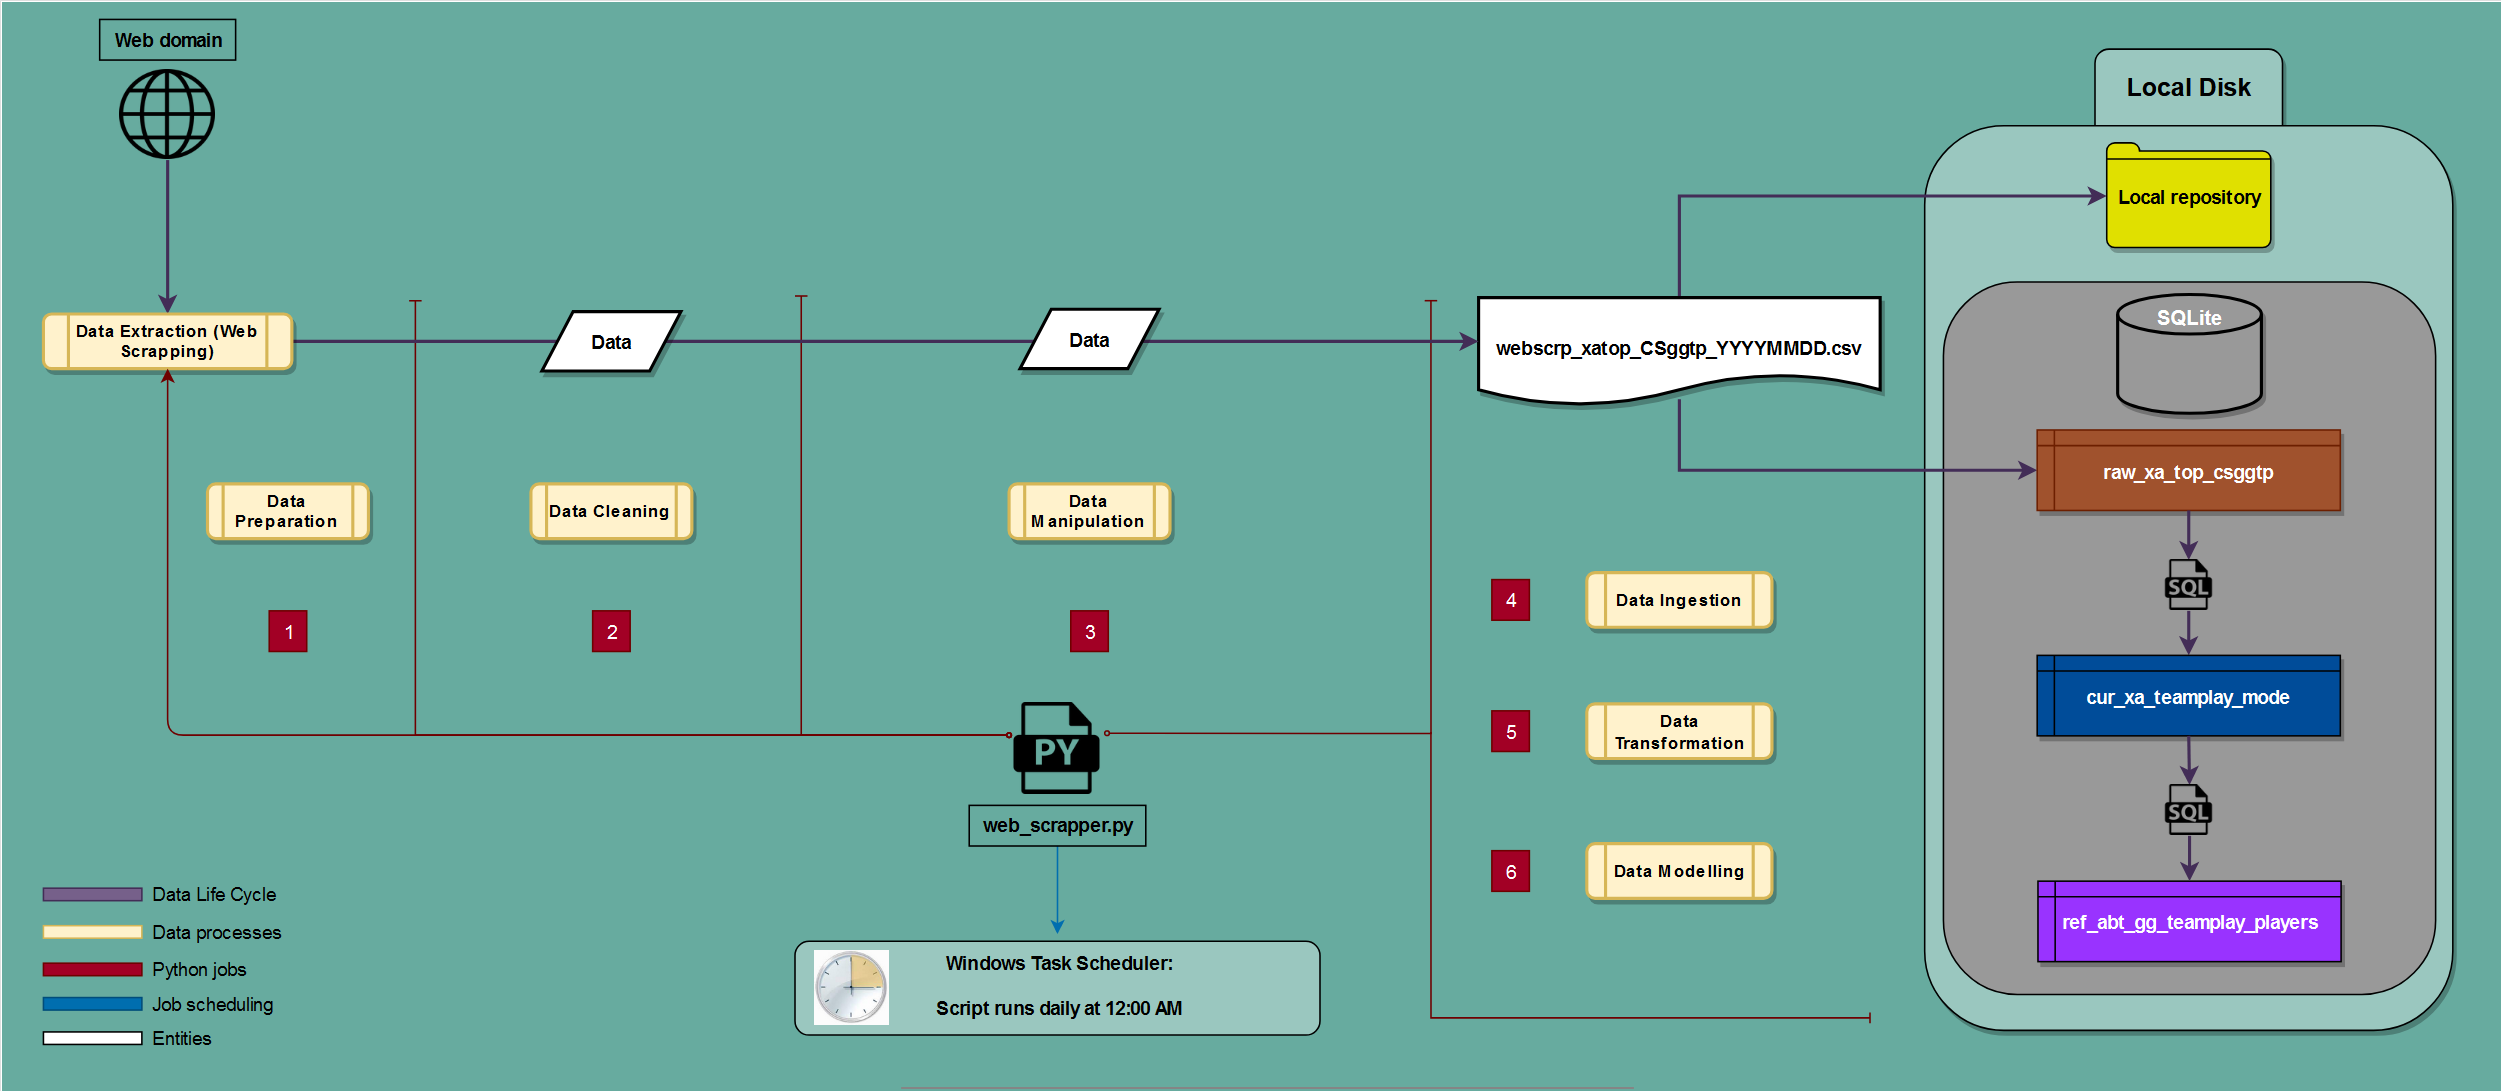 Web domain
Local Disk
Local repository
Data Extraction (Web
Scrapping)
Data
Data
webscrp_xatop_CSggtp_YYYYMMDD.csv
SQLite
raw_xa_top_csggtp
Data
Preparation
Data Cleaning
Data
Manipulation
SQL
1
2
3
4
Data Ingestion
cur_xa_teamplay_mode
5
Data
Transformation
PY
web_scrapper.py
SQL
6
Data Modelling
ref_abt_gg_teamplay_players
Windows Task Scheduler:
Script runs daily at 12:00 AM
Data Life Cycle
Data processes
Python jobs
Job scheduling
Entities